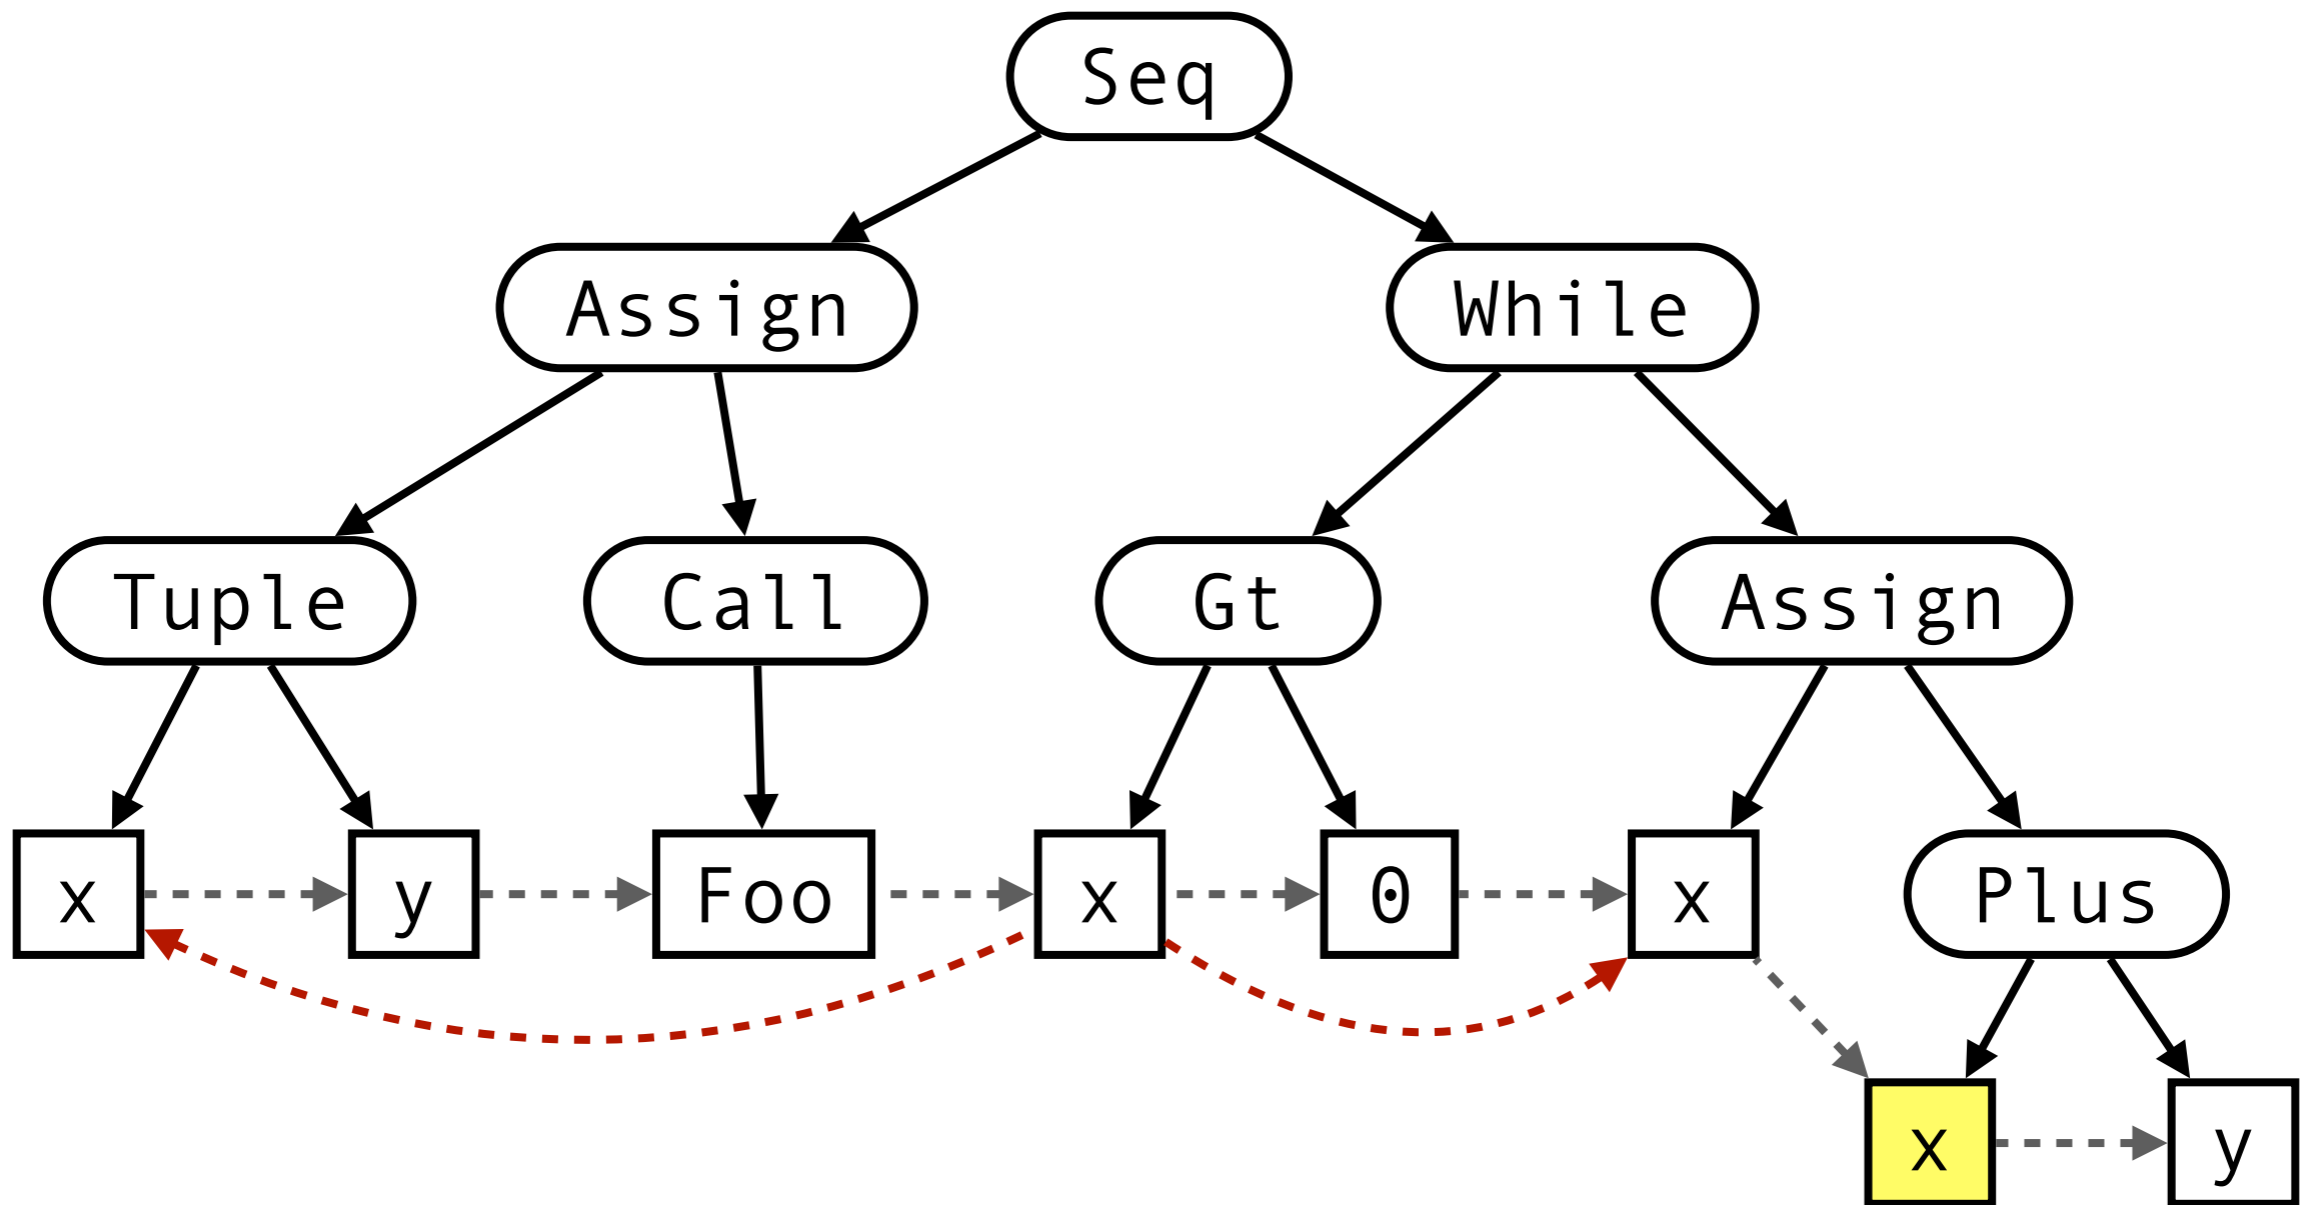 Seq
Assign
While
Tuple
Call
Gt
Assign
x
y
Foo
x
0
x
Plus
x
y